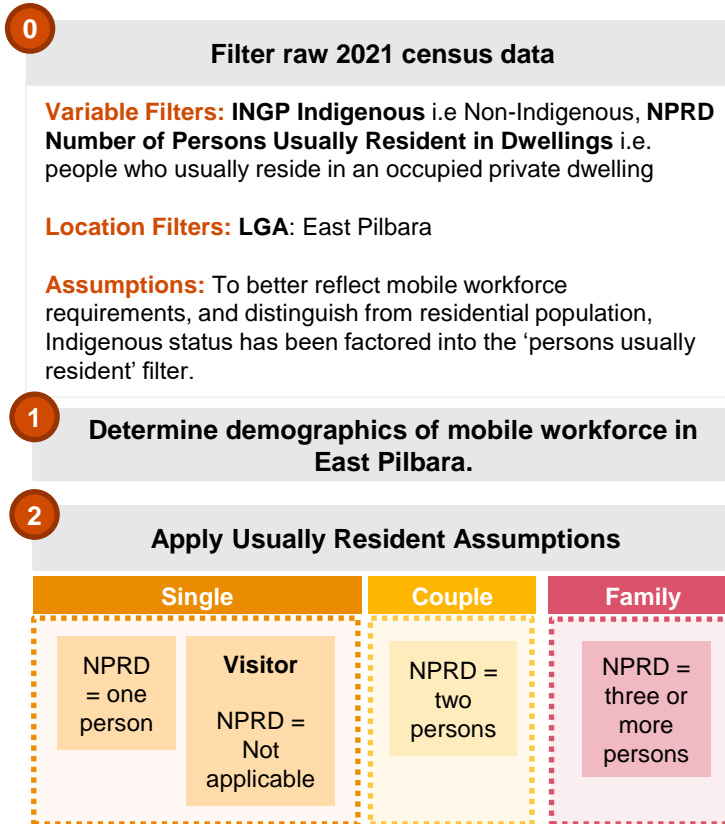 0
Filter raw 2021 census data
Variable Filters: INGP Indigenous i.e Non-Indigenous, NPRD
Number of Persons Usually Resident in Dwellings i.e.
people who usually reside in an occupied private dwelling
Location Filters: LGA: East Pilbara
Assumptions: To better reflect mobile workforce
requirements, and distinguish from residential population,
Indigenous status has been factored into the ‘persons usually
resident’ filter.
1
Determine demographics of mobile workforce in
East Pilbara.
2
Apply Usually Resident Assumptions
Single
NPRD
= one
person
Visitor
NPRD =
Not
applicable
Couple
NPRD =
two
persons
Family
NPRD =
three or
more
persons